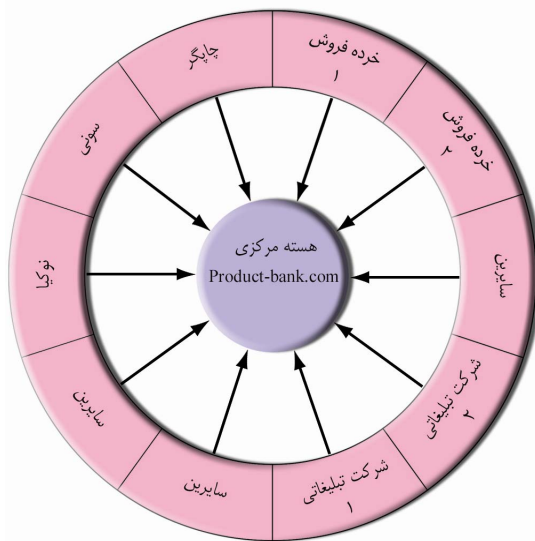 هسته مرکزی
Product-bank.com
خرده فروش
۱
خرده فروش
۲
سایرین
شرکت تبلیغاتی
۲
شرکت تبلیغاتی
۱
سایرین
سایرین
نوکیا
سونی
چاپگر